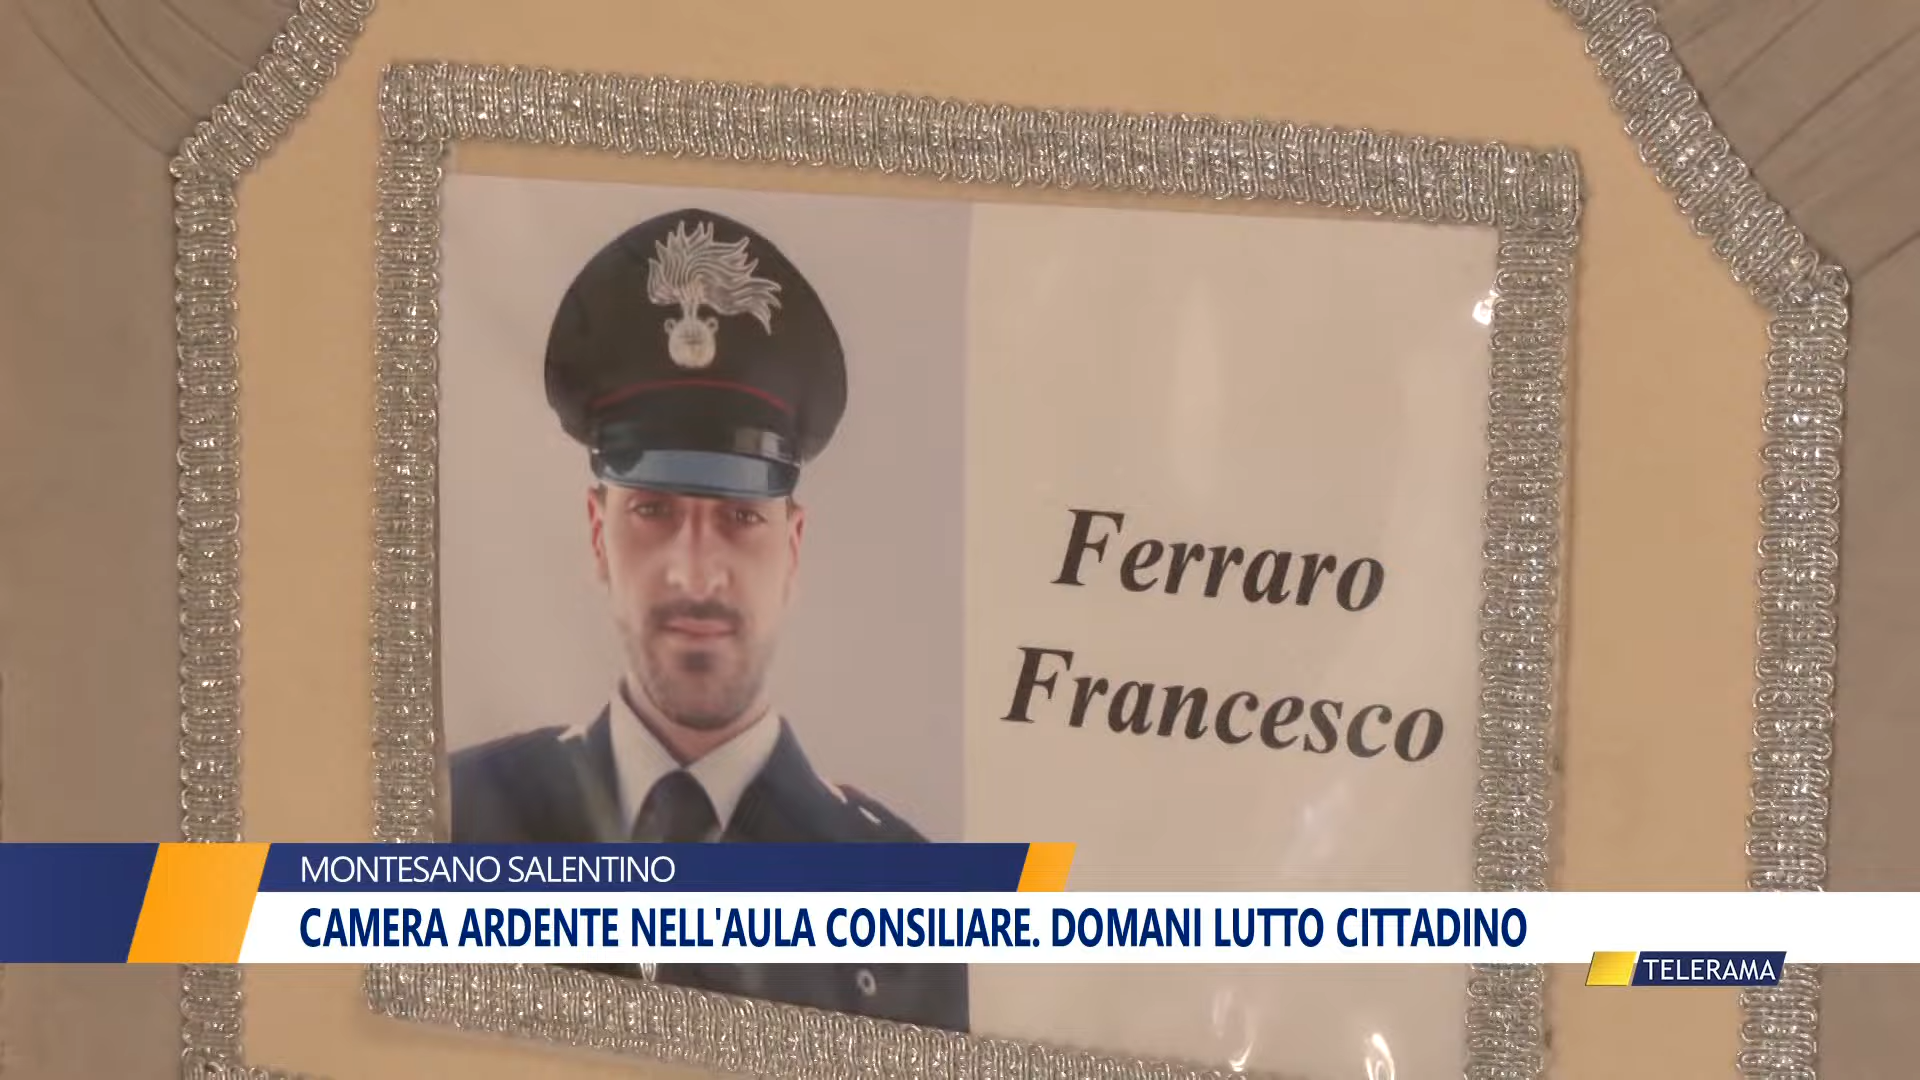 Ferraro
Francesco
MONTESANO SALENTINO
CAMERA ARDENTE NELL'AULA CONSILIARE. DOMANI LUTTO CITTADINO
TELERAMA